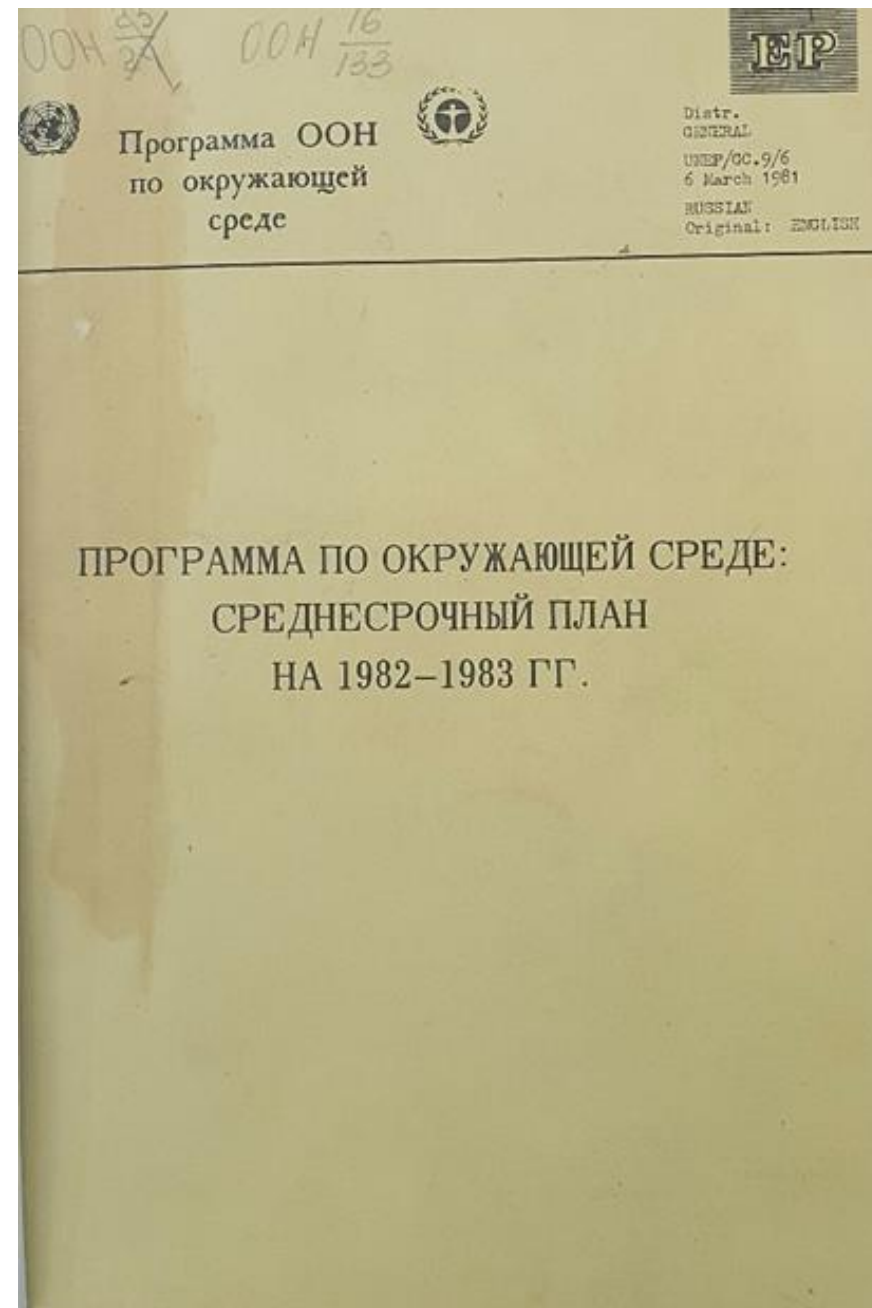 ООН
ООН 16
133
EP
Программа ООН
по окружающей
среде
Distr.
GENERAL
UNEP/GC.9/6
6 March 1981
RUSSIAN
Original: ENGLISH
ПРОГРАММА ПО ОКРУЖАЮЩЕЙ СРЕДЕ:
СРЕДНЕСРОЧНЫЙ ПЛАН
НА 1982–1983 ГГ.